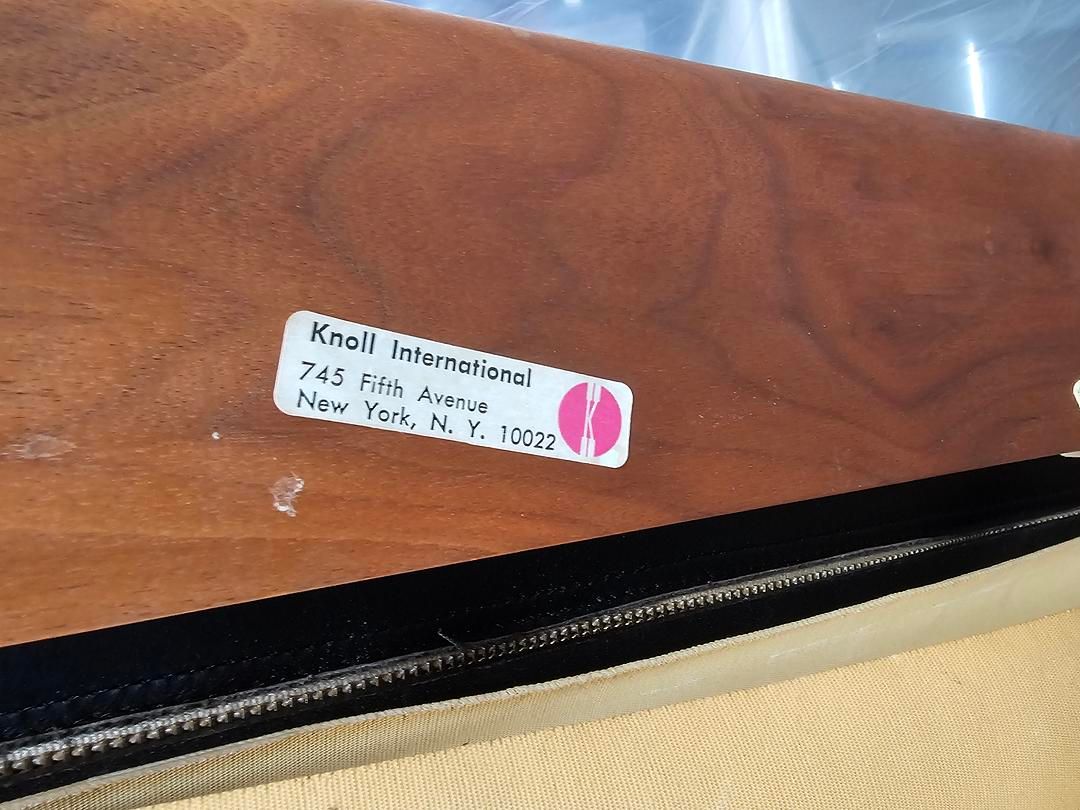 Knoll International
745 Fifth Avenue
New York, N. Y. 10022
K